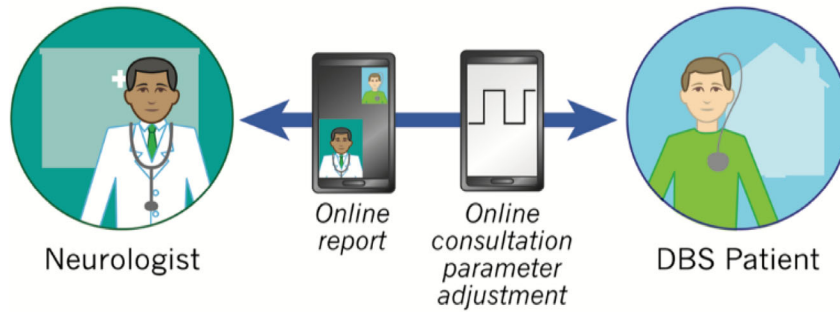 Neurologist
Online
report
Online
consultation
parameter
adjustment
DBS Patient